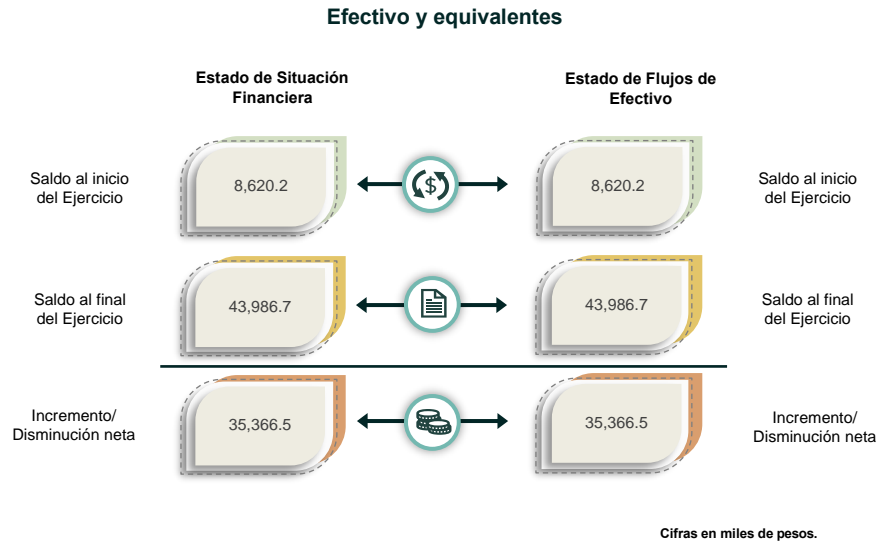 Efectivo y equivalentes
Estado de Situación
Financiera
Estado de Flujos de
Efectivo
Saldo al inicio
del Ejercicio
8,620.2
$
8,620.2
Saldo al inicio
del Ejercicio
Saldo al final
del Ejercicio
43,986.7
43,986.7
Saldo al final
del Ejercicio
Incremento/
Disminución neta
35,366.5
35,366.5
Incremento/
Disminución neta
Cifras en miles de pesos.